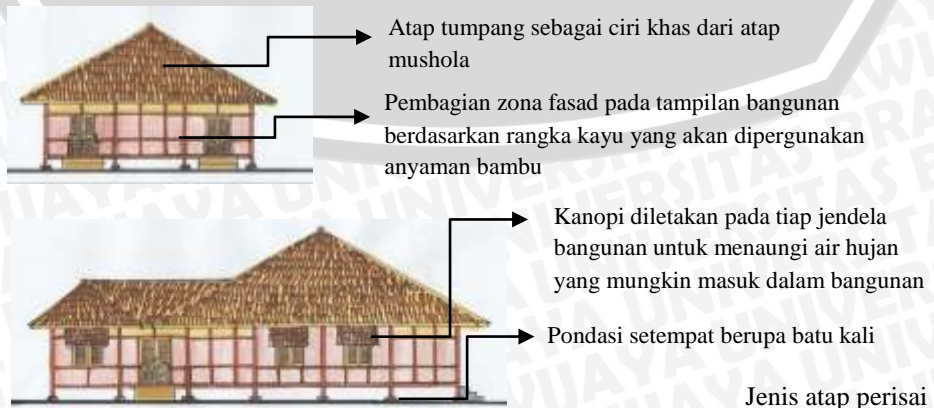 Atap tumpang sebagai ciri khas dari atap
mushola
Pembagian zona fasad pada tampilan bangunan
berdasarkan rangka kayu yang akan dipergunakan
anyaman bambu
Kanopi diletakan pada tiap jendela
bangunan untuk menaungi air hujan
yang mungkin masuk dalam bangunan
Pondasi setempat berupa batu kali
Jenis atap perisai